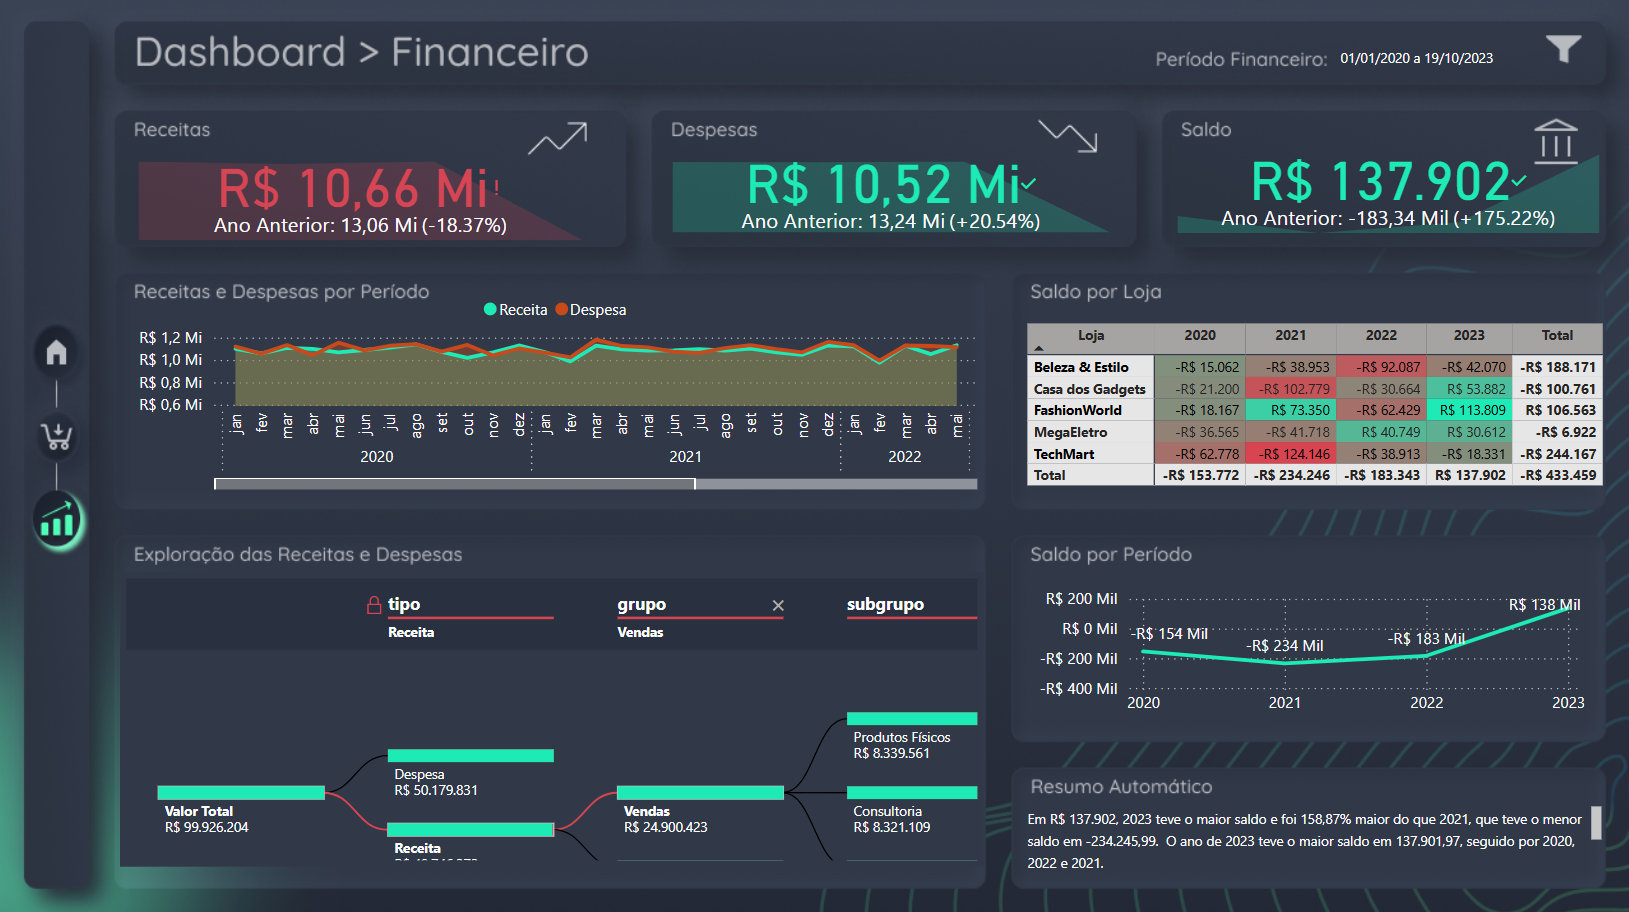 Dashboard > Financeiro
Período Financeiro: 01/01/2020 a 19/10/2023
Receitas
R$ 10,66 Mi!
Ano Anterior: 13,06 Mi (-18.37%)
Despesas
R$ 10,52 Mi
Ano Anterior: 13,24 Mi (+20.54%)
Saldo
R$ 137.902
Ano Anterior: -183,34 Mil (+175.22%)
Receitas e Despesas por Período
Receita Despesa
R$ 1,2 Mi
R$ 1,0 Mi
R$ 0,8 Mi
R$ 0,6 Mi
jan fev mar abr mai jun jul ago set out nov dez jan fev mar abr mai jun jul ago set out nov dez jan fev mar abr mai
2020 2021 2022
Saldo por Loja
Loja 2020 2021 2022 2023 Total
Beleza & Estilo -R$ 15.062 -R$ 38.953 -R$ 92.087 -R$ 42.070 -R$ 188.171
Casa dos Gadgets -R$ 21.200 -R$ 102.779 -R$ 30.664 R$ 53.882 -R$ 100.761
FashionWorld -R$ 18.167 R$ 73.350 -R$ 62.429 R$ 113.809 R$ 106.563
MegaEletro -R$ 36.565 -R$ 41.718 R$ 40.749 R$ 30.612 -R$ 6.922
TechMart -R$ 62.778 -R$ 124.146 -R$ 38.913 -R$ 18.331 -R$ 244.167
Total -R$ 153.772 -R$ 234.246 -R$ 183.343 R$ 137.902 -R$ 433.459
Exploração das Receitas e Despesas
tipo grupo subgrupo
Receita Vendas
Produtos Físicos
R$ 8.339.561
Despesa
R$ 50.179.831
Valor Total Vendas Consultoria
R$ 99.926.204 R$ 24.900.423 R$ 8.321.109
Receita
Saldo por Período
R$ 200 Mil
R$ 0 Mil
-R$ 200 Mil
-R$ 400 Mil
-R$ 154 Mil -R$ 234 Mil -R$ 183 Mil R$ 138 Mil
2020 2021 2022 2023
Resumo Automático
Em R$ 137.902, 2023 teve o maior saldo e foi 158,87% maior do que 2021, que teve o menor
saldo em -234.245,99. O ano de 2023 teve o maior saldo em 137.901,97, seguido por 2020,
2022 e 2021.